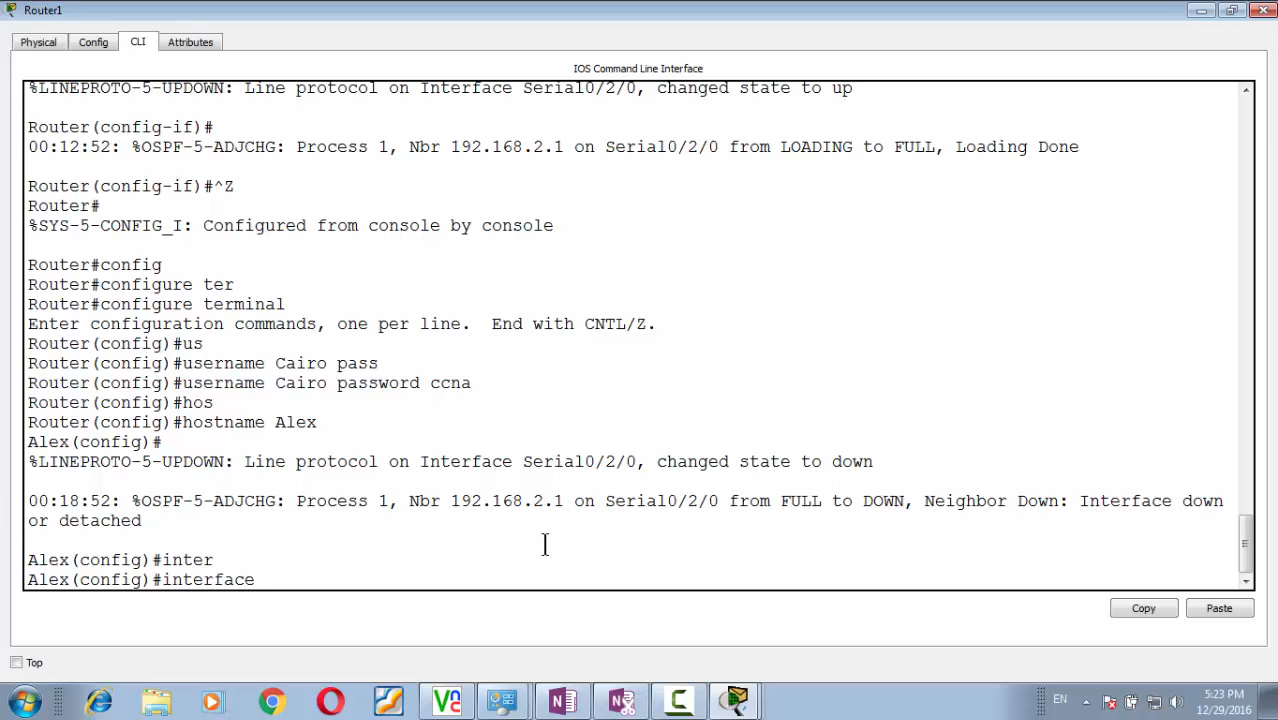 Router1
Physical Config CLI Attributes
IOS Command Line Interface
%LINEPROTO-5-UPDOWN: Line protocol on Interface Serial0/2/0, changed state to up
Router(config-if)#
00:12:52: %OSPF-5-ADJCHG: Process 1, Nbr 192.168.2.1 on Serial0/2/0 from LOADING to FULL, Loading Done
Router(config-if)#^Z
Router#
%SYS-5-CONFIG_I: Configured from console by console
Router#config
Router#configure ter
Router#configure terminal
Enter configuration commands, one per line.  End with CNTL/Z.
Router(config)#us
Router(config)#username Cairo pass
Router(config)#username Cairo password ccna
Router(config)#hos
Router(config)#hostname Alex
Alex(config)#
%LINEPROTO-5-UPDOWN: Line protocol on Interface Serial0/2/0, changed state to down
00:18:52: %OSPF-5-ADJCHG: Process 1, Nbr 192.168.2.1 on Serial0/2/0 from FULL to DOWN, Neighbor Down: Interface down
or detached
Alex(config)#inter
Alex(config)#interface
Copy Paste
Top
EN 5:23 PM
12/29/2016